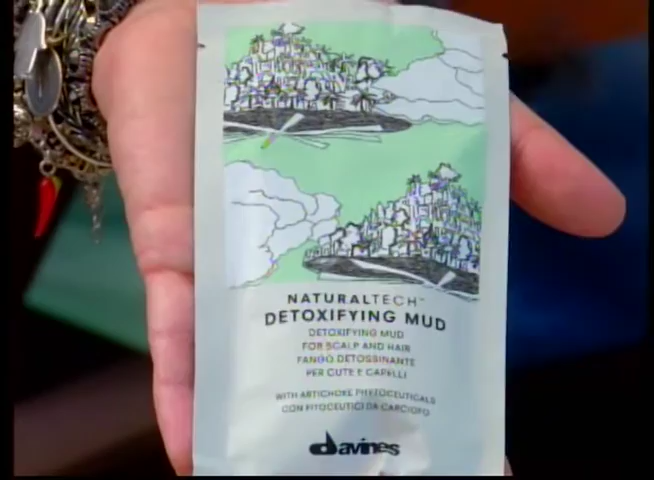 NATURALTECH™
DETOXIFYING MUD
DETOXIFYING MUD
FOR SCALP AND HAIR
FANGO DETOSSINANTE
PER CUTE E CAPELLI
WITH ARTICHOKE PHYTOCEUTICALS
CON FITOCEUTICI DA CARCIOFO
davines